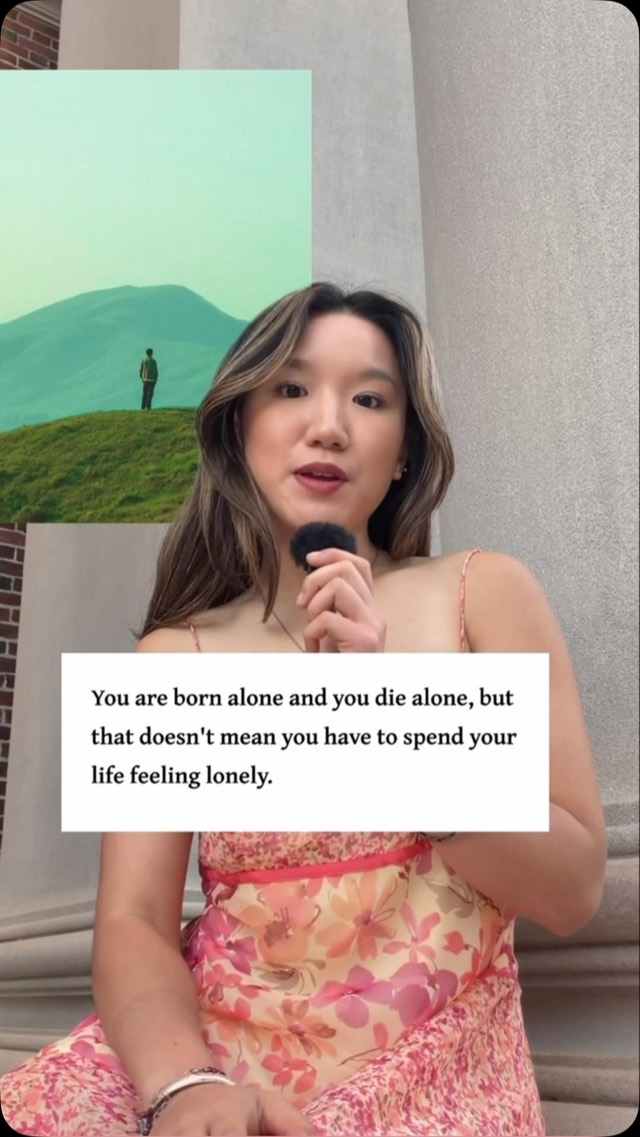 You are born alone and you die alone, but
that doesn't mean you have to spend your
life feeling lonely.